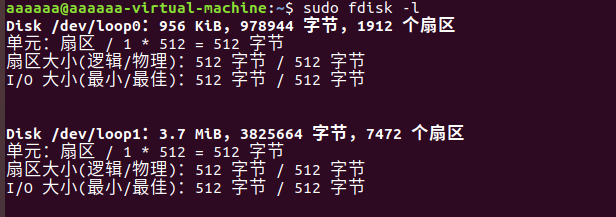 aaaaaa@aaaaaa-virtual-machine:~$ sudo fdisk -l
Disk /dev/loop0：956 KiB，978944 字节，1912 个扇区
单元：扇区 / 1 * 512 = 512 字节
扇区大小(逻辑/物理)：512 字节 / 512 字节
I/O 大小(最小/最佳)：512 字节 / 512 字节
Disk /dev/loop1：3.7 MiB，3825664 字节，7472 个扇区
单元：扇区 / 1 * 512 = 512 字节
扇区大小(逻辑/物理)：512 字节 / 512 字节
I/O 大小(最小/最佳)：512 字节 / 512 字节